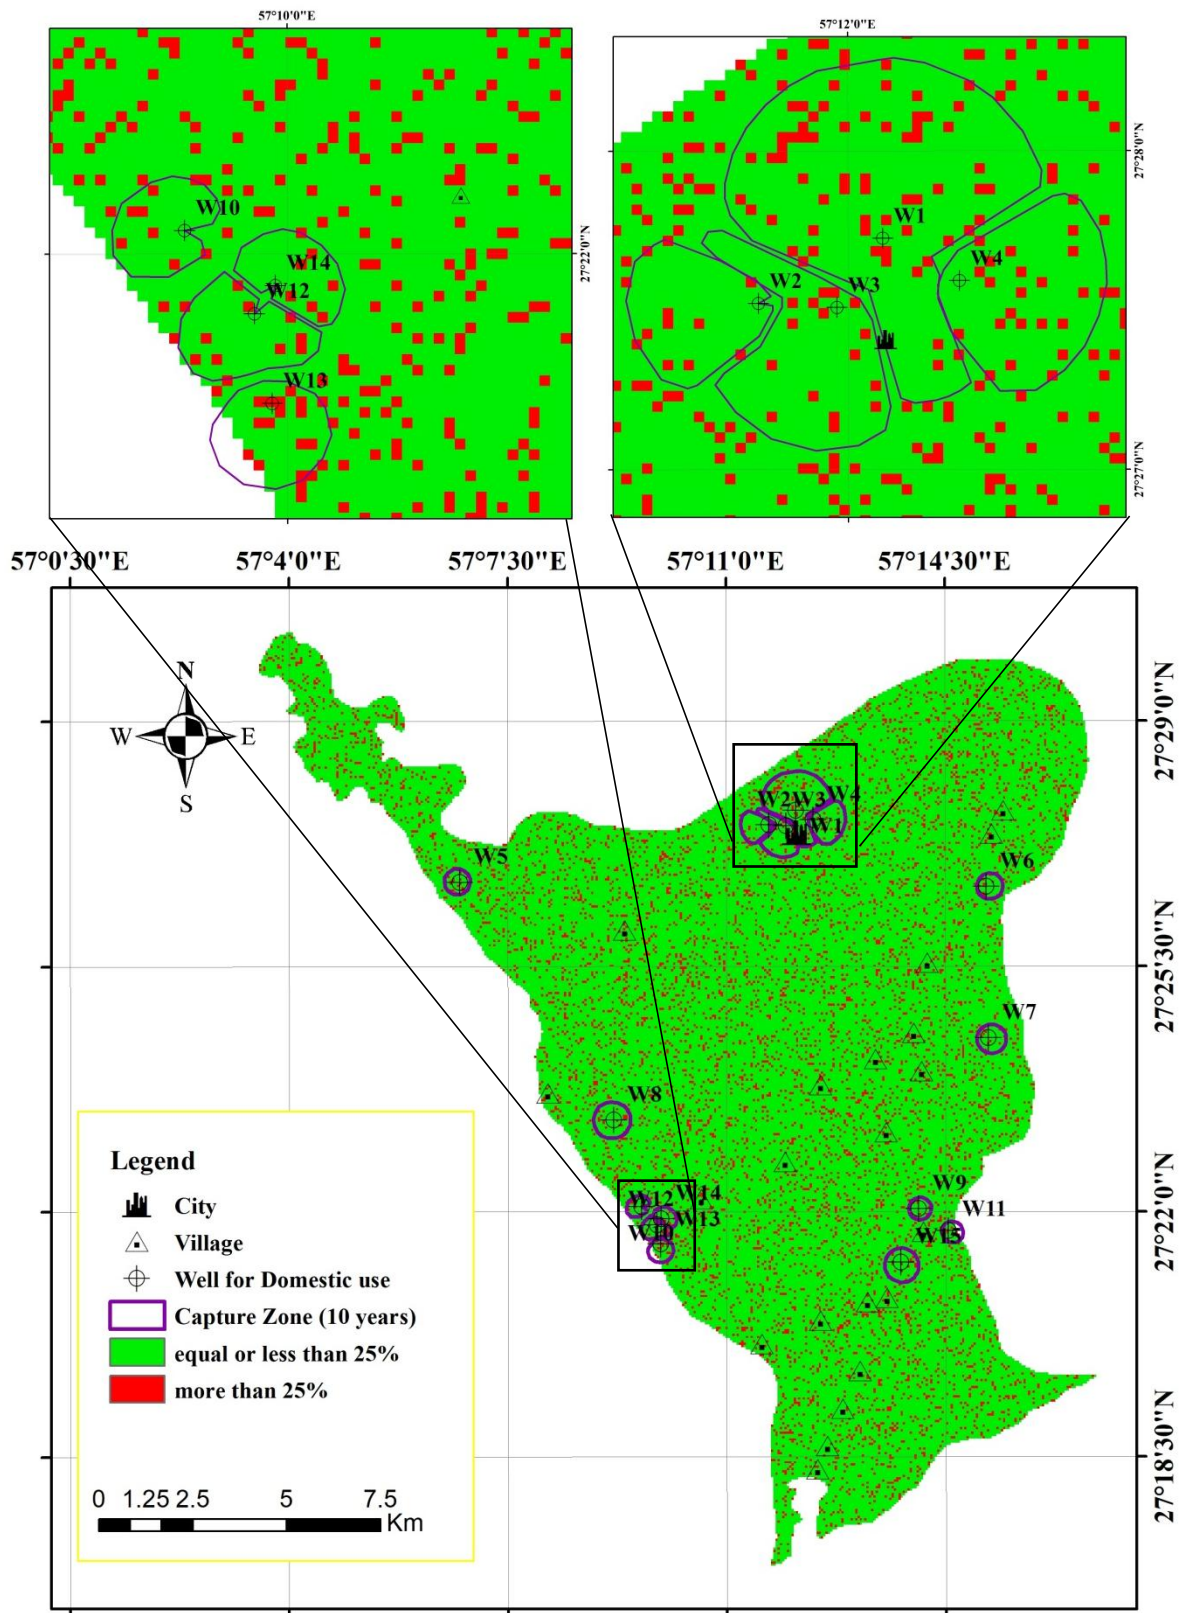 57°10'0"E
57°12'0"E
W10
W14
W12
W13
27°22'0"N
W1
W4
W2
W3
27°28'0"N
27°27'0"N
57°0'30"E
57°4'0"E
57°7'30"E
57°11'0"E
57°14'30"E
N
W
E
S
W2
W3
W4
W1
W5
W6
W7
W8
W12
W14
W13
W10
W9
W11
W15
27°29'0"N
27°25'30"N
27°22'0"N
27°18'30"N
Legend
City
Village
Well for Domestic use
Capture Zone (10 years)
equal or less than 25%
more than 25%
0 1.25 2.5 5 7.5
Km